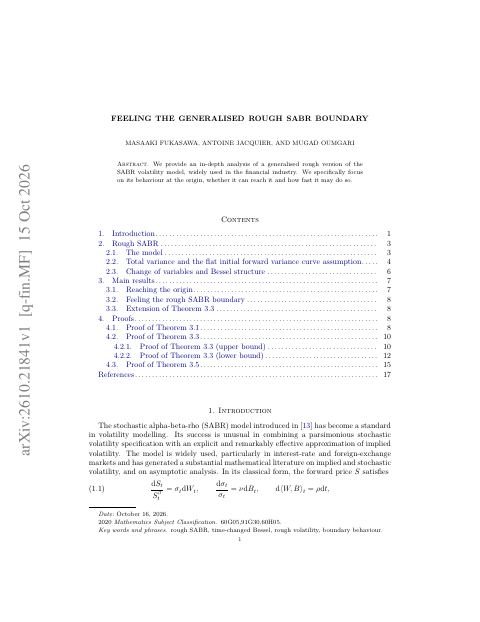 arXiv:2610.21841v1 [q-fin.MF] 15 Oct 2026
FEELING THE GENERALISED ROUGH SABR BOUNDARY
MASAAKI FUKASAWA, ANTOINE JACQUIER, AND MUGAD OUMGARI
Abstract. We provide an in-depth analysis of a generalised rough version of the
SABR volatility model, widely used in the financial industry. We specifically focus
on its behaviour at the origin, whether it can reach it and how fast it may do so.
Contents
1. Introduction 1
2. Rough SABR 3
2.1. The model 3
2.2. Total variance and the flat initial forward variance curve assumption 4
2.3. Change of variables and Bessel structure 6
3. Main results 7
3.1. Reaching the origin 7
3.2. Feeling the rough SABR boundary 8
3.3. Extension of Theorem 3.3 8
4. Proofs 8
4.1. Proof of Theorem 3.1 8
4.2. Proof of Theorem 3.3 10
4.2.1. Proof of Theorem 3.3 (upper bound) 10
4.2.2. Proof of Theorem 3.3 (lower bound) 12
4.3. Proof of Theorem 3.5 15
References 17
1. Introduction
The stochastic alpha-beta-rho (SABR) model introduced in [13] has become a standard
in volatility modelling. Its success is unusual in combining a parsimonious stochastic
volatility specification with an explicit and remarkably effective approximation of implied
volatility. The model is widely used, particularly in interest-rate and foreign-exchange
markets and has generated a substantial mathematical literature on implied and stochastic
volatility, and on asymptotic analysis. In its classical form, the forward price S satisfies
(1.1) dS_t / S_t^β = σ_t dW_t, dσ_t / σ_t = ν dB_t, d⟨W, B⟩_t = ρdt,
Date: October 16, 2026.
2020 Mathematics Subject Classification. 60G05,91G30,60H05.
Key words and phrases. rough SABR, time-changed Bessel, rough volatility, boundary behaviour.
1